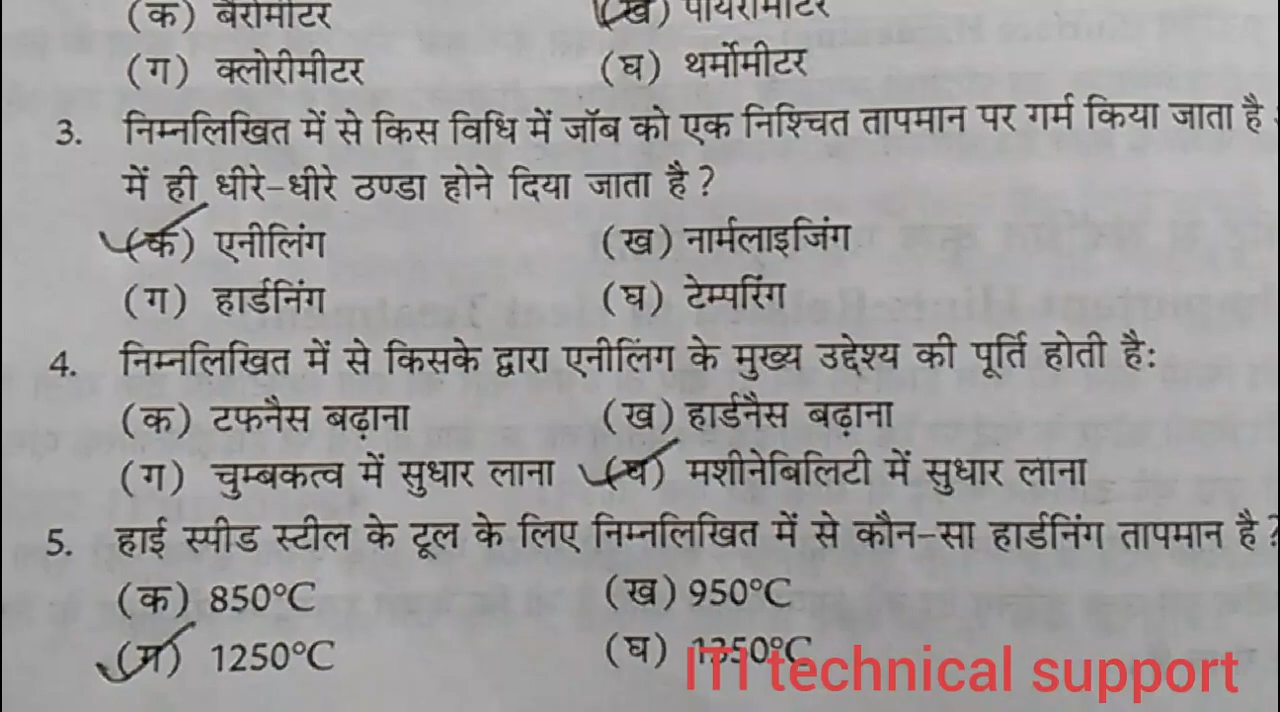 (क) बैरोमीटर (ख) पायरोमीटर
(ग) क्लोरीमीटर (घ) थर्मोमीटर
3. निम्नलिखित में से किस विधि में जॉब को एक निश्चित तापमान पर गर्म किया जाता है
में ही धीरे-धीरे ठण्डा होने दिया जाता है?
(क) एनीलिंग (ख) नार्मलाइजिंग
(ग) हार्डनिंग (घ) टेम्परिंग
4. निम्नलिखित में से किसके द्वारा एनीलिंग के मुख्य उद्देश्य की पूर्ति होती है:
(क) टफनैस बढ़ाना (ख) हार्डनैस बढ़ाना
(ग) चुम्बकत्व में सुधार लाना (घ) मशीनेबिलिटी में सुधार लाना
5. हाई स्पीड स्टील के टूल के लिए निम्नलिखित में से कौन-सा हार्डनिंग तापमान है?
(क) 850°C (ख) 950°C
(ग) 1250°C (घ) 1350°C
ITI technical support